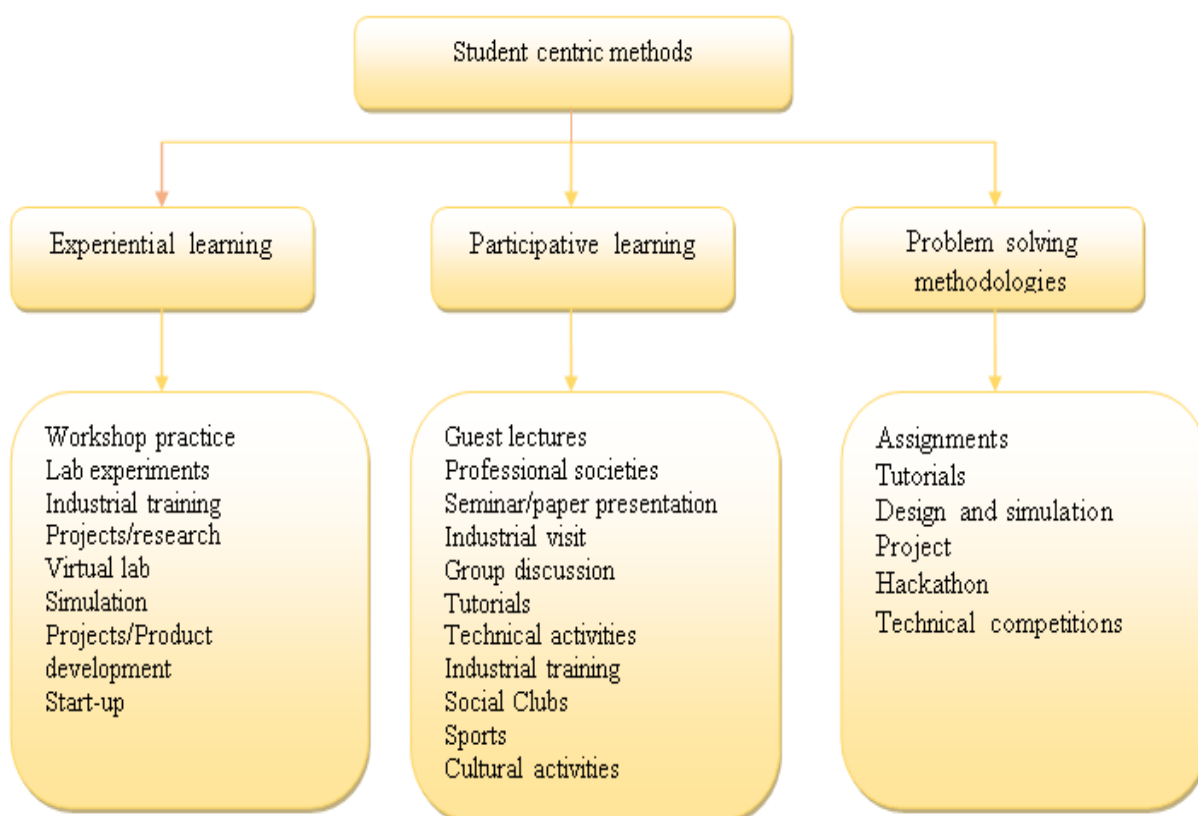 Student centric methods
Experiential learning
Participative learning
Problem solving
methodologies
Workshop practice
Lab experiments
Industrial training
Projects/research
Virtual lab
Simulation
Projects/Product
development
Start-up
Guest lectures
Professional societies
Seminar/paper presentation
Industrial visit
Group discussion
Tutorials
Technical activities
Industrial training
Social Clubs
Sports
Cultural activities
Assignments
Tutorials
Design and simulation
Project
Hackathon
Technical competitions